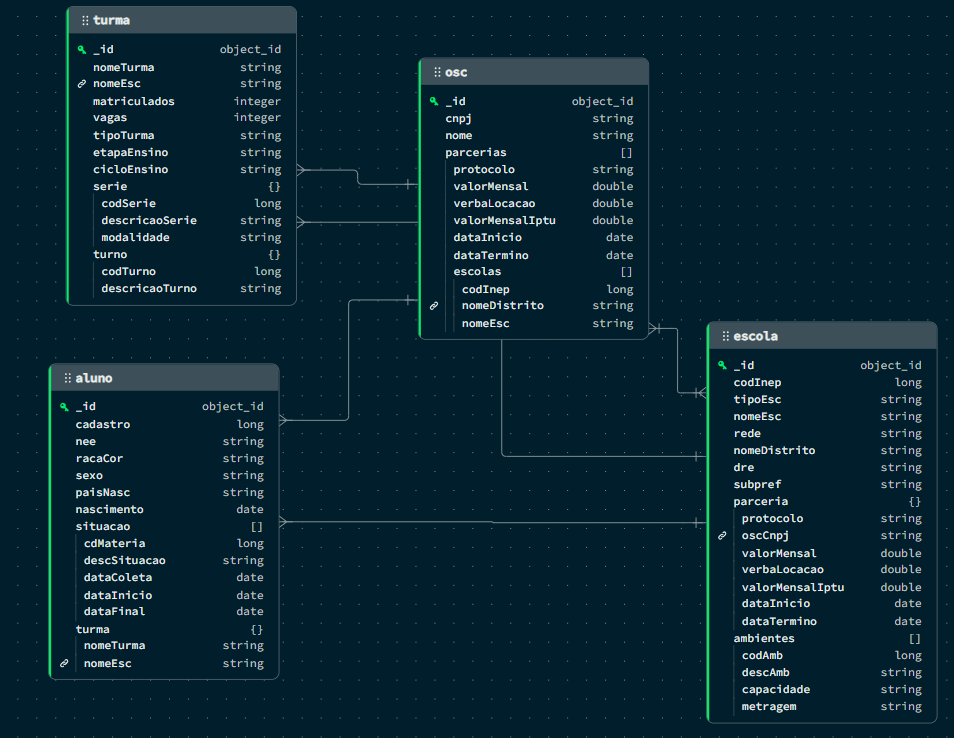 turma
_id object_id
nomeTurma string
nomeEsc string
matriculados integer
vagas integer
tipoTurma string
etapaEnsino string
cicloEnsino string
serie {}
codSerie long
descricaoSerie string
modalidade string
turno {}
codTurno long
descricaoTurno string
osc
_id object_id
cnpj string
nome string
parcerias []
protocolo string
valorMensal double
verbaLocacao double
valorMensalIptu double
dataInicio date
dataTermino date
escolas []
codInep long
nomeDistrito string
nomeEsc string
aluno
_id object_id
cadastro long
nee string
racaCor string
sexo string
paisNasc string
nascimento date
situacao []
cdMateria long
descSituacao string
dataColeta date
dataInicio date
dataFinal date
turma {}
nomeTurma string
nomeEsc string
escola
_id object_id
codInep long
tipoEsc string
nomeEsc string
rede string
nomeDistrito string
dre string
subpref string
parceria {}
protocolo string
oscCnpj string
valorMensal double
verbaLocacao double
valorMensalIptu double
dataInicio date
dataTermino date
ambientes []
codAmb long
descAmb string
capacidade string
metragem string